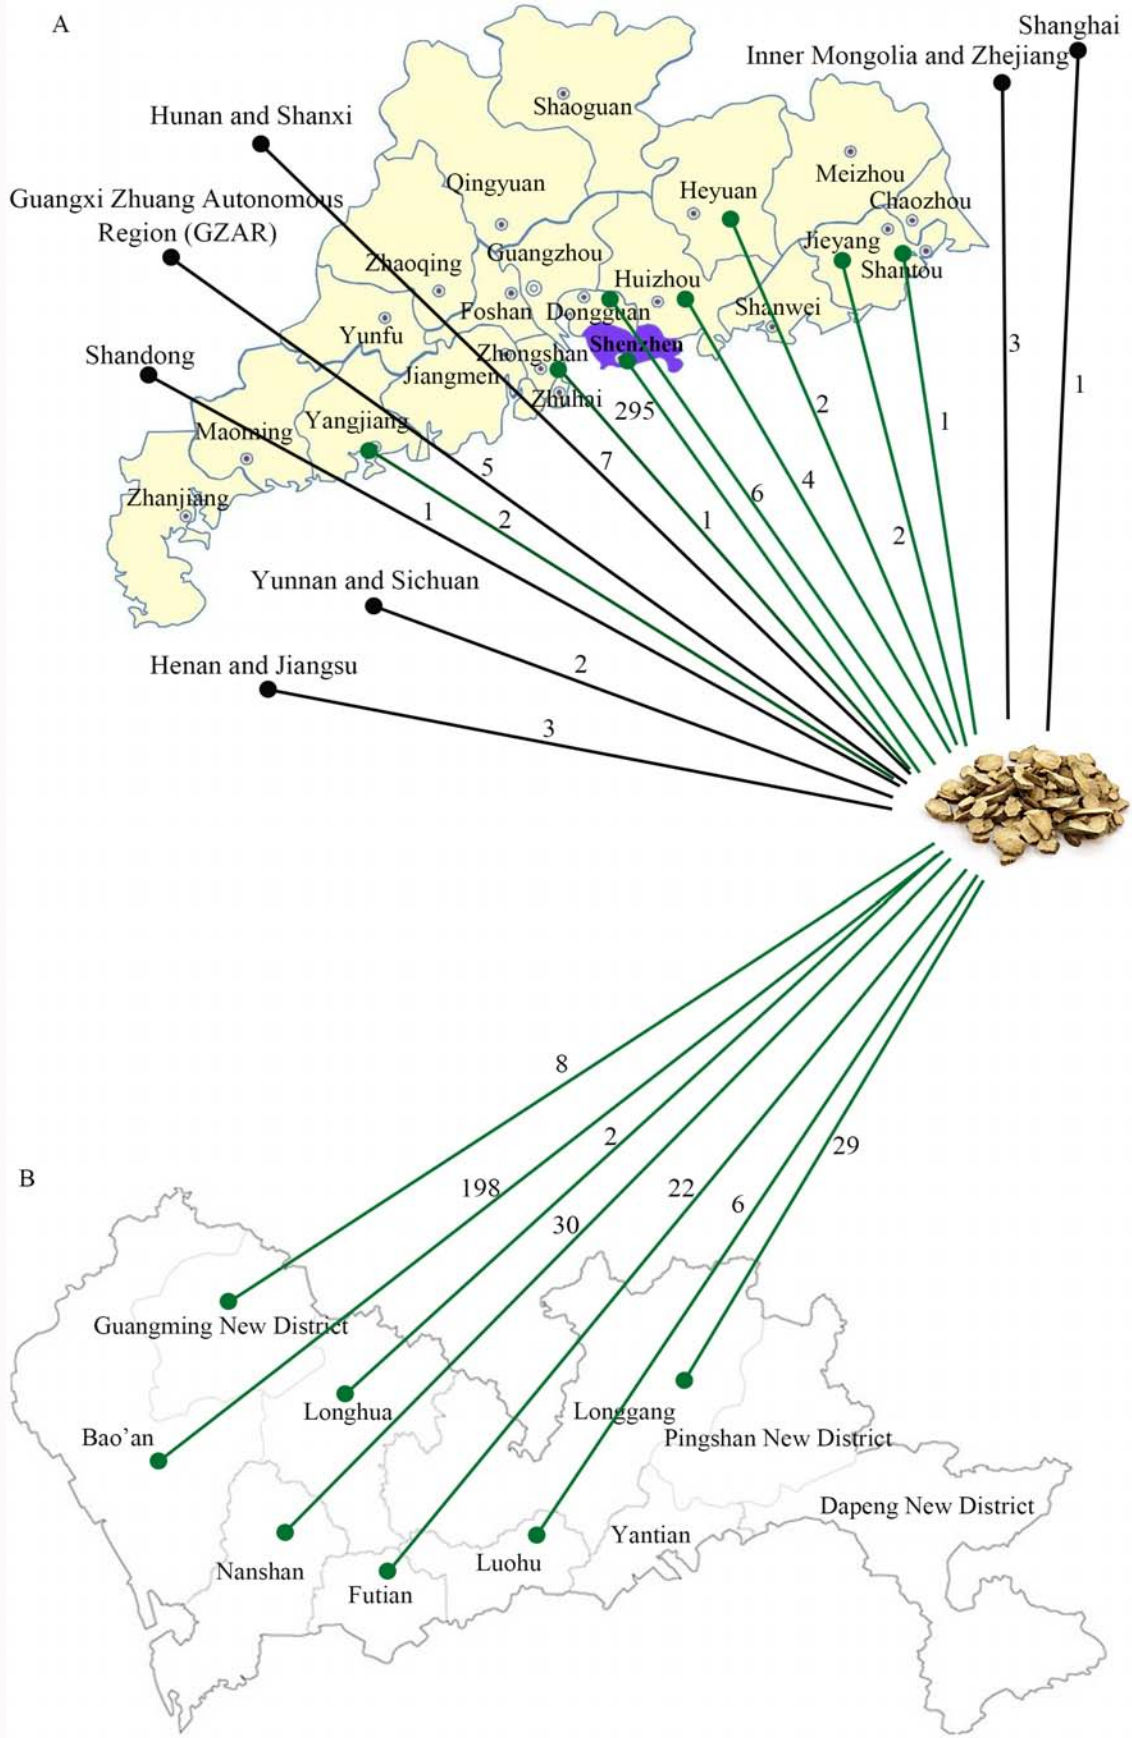 A
Shanghai
Inner Mongolia and Zhejiang
Hunan and Shanxi
Shaoguan
Guangxi Zhuang Autonomous
Region (GZAR)
Qingyuan
Heyuan
Meizhou
Chaozhou
Zhaoqing
Guangzhou
Jieyang
Shantou
Huizhou
Foshan
Dongguan
Shanwei
Yunfu
Shandong
Zhongshan
Shenzhen
Jiangmen
Zhuhai
Maoming
Yangjiang
Zhanjiang
3
1
295
2
1
5
7
4
6
1
2
1
2
Yunnan and Sichuan
2
Henan and Jiangsu
3
8
2
29
B
198
22
6
30
Guangming New District
Longhua
Longgang
Bao’an
Pingshan New District
Dapeng New District
Yantian
Nanshan
Luohu
Futian